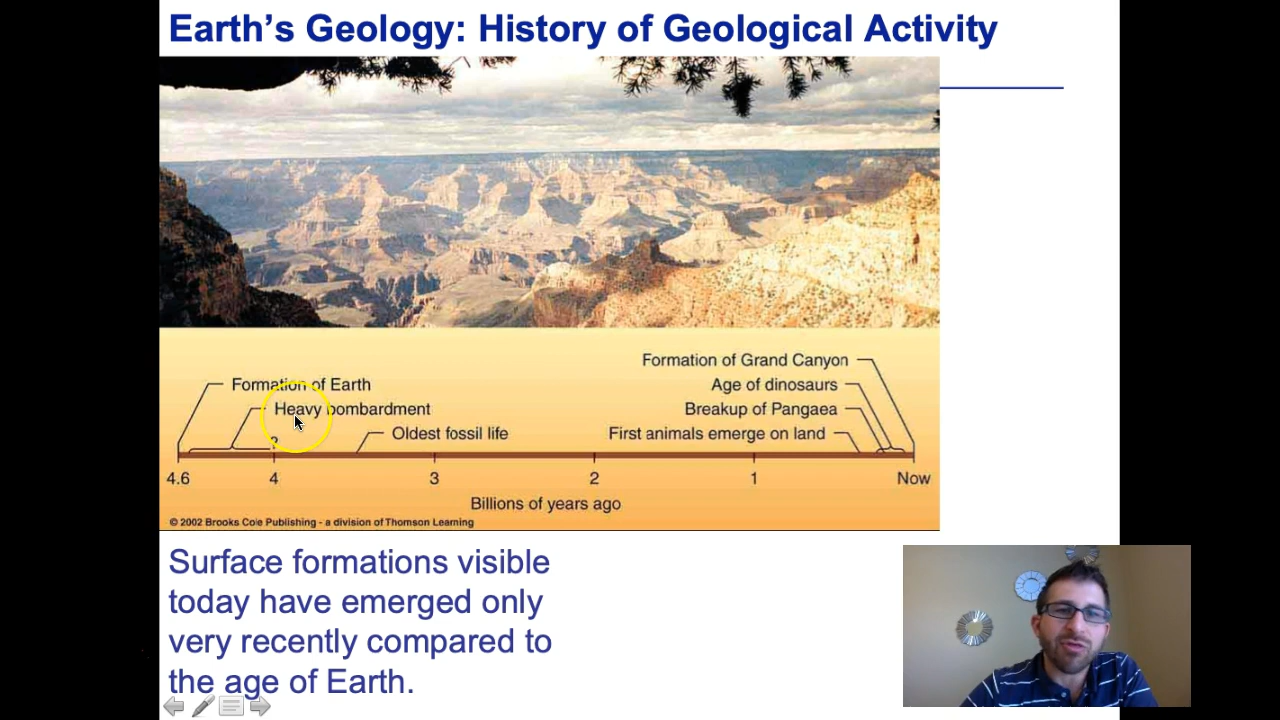 Earth's Geology: History of Geological Activity
Formation of Grand Canyon
Formation of Earth
Age of dinosaurs
Heavy bombardment
Breakup of Pangaea
?
Oldest fossil life
First animals emerge on land
4.6
4
3
2
1
Now
Billions of years ago
© 2002 Brooks Cole Publishing - a division of Thomson Learning
Surface formations visible
today have emerged only
very recently compared to
the age of Earth.